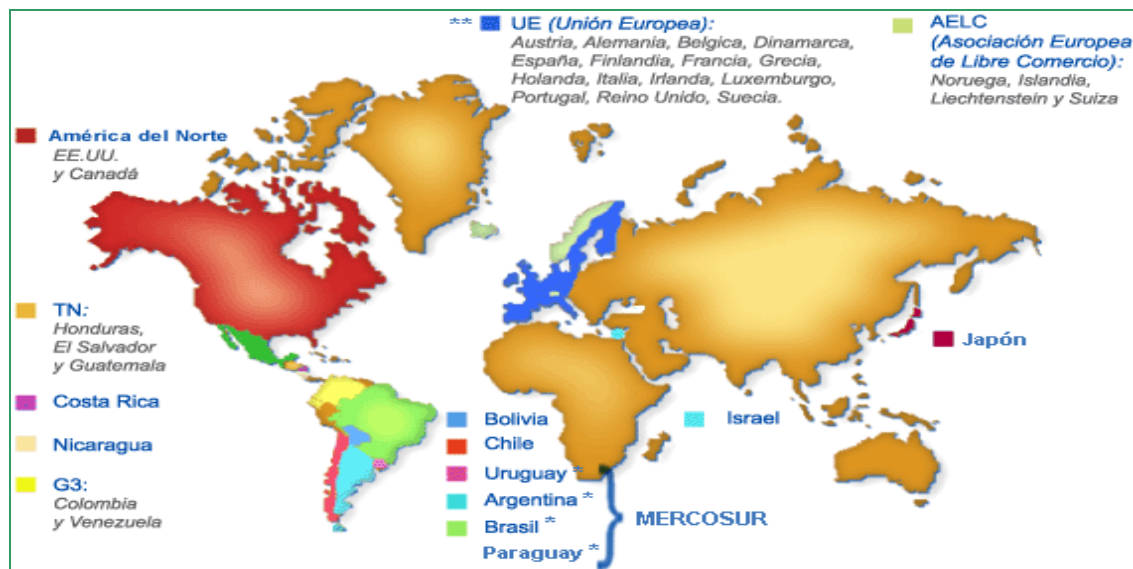 ** UE (Unión Europea):
Austria, Alemania, Belgica, Dinamarca,
España, Finlandia, Francia, Grecia,
Holanda, Italia, Irlanda, Luxemburgo,
Portugal, Reino Unido, Suecia.
AELC
(Asociación Europea
de Libre Comercio):
Noruega, Islandia,
Liechtenstein y Suiza
América del Norte
EE.UU.
y Canadá
TN:
Honduras,
El Salvador
y Guatemala
Costa Rica
Nicaragua
G3:
Colombia
y Venezuela
Bolivia
Chile
Uruguay *
Argentina *
Brasil *
Paraguay *
MERCOSUR
Israel
Japón